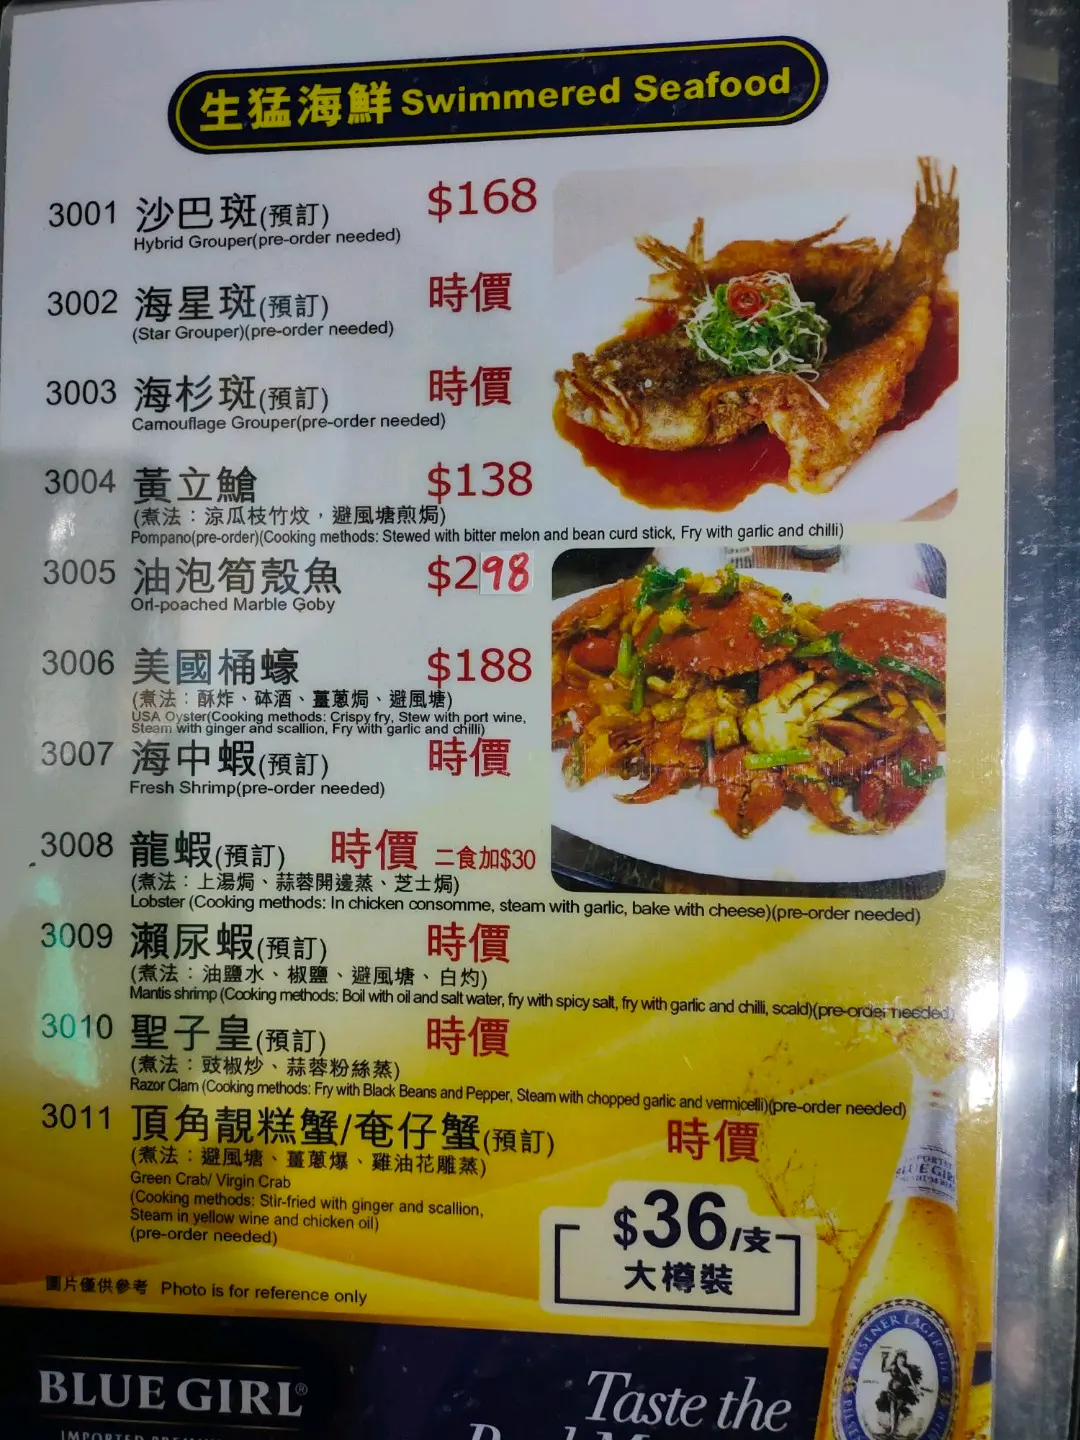 生猛海鮮 Swimmered Seafood
3001 沙巴斑(預訂) $168
Hybrid Grouper(pre-order needed)
3002 海星斑(預訂) 時價
(Star Grouper)(pre-order needed)
3003 海杉斑(預訂) 時價
Camouflage Grouper(pre-order needed)
3004 黃立鱠 $138
(煮法：涼瓜枝竹炆，避風塘煎焗)
Pompano(pre-order)(Cooking methods: Stewed with bitter melon and bean curd stick, Fry with garlic and chilli)
3005 油泡筍殼魚 $298
Orl-poached Marble Goby
3006 美國桶蠔 $188
(煮法：酥炸、砵酒、薑蔥焗、避風塘)
USA Oyster(Cooking methods: Crispy fry, Stew with port wine,
Steam with ginger and scallion, Fry with garlic and chilli)
3007 海中蝦(預訂) 時價
Fresh Shrimp(pre-order needed)
3008 龍蝦(預訂) 時價 二食加$30
(煮法：上湯焗、蒜蓉開邊蒸、芝士焗)
Lobster (Cooking methods: In chicken consomme, steam with garlic, bake with cheese)(pre-order needed)
3009 瀨尿蝦(預訂) 時價
(煮法：油鹽水、椒鹽、避風塘、白灼)
Mantis shrimp (Cooking methods: Boil with oil and salt water, fry with spicy salt, fry with garlic and chilli, scald)(pre-order needed)
3010 聖子皇(預訂) 時價
(煮法：豉椒炒、蒜蓉粉絲蒸)
Razor Clam (Cooking methods: Fry with Black Beans and Pepper, Steam with chopped garlic and vermicelli)(pre-order needed)
3011 頂角靚糕蟹/奄仔蟹(預訂) 時價
(煮法：避風塘、薑蔥爆、雞油花雕蒸)
Green Crab/ Virgin Crab
(Cooking methods: Stir-fried with ginger and scallion,
Steam in yellow wine and chicken oil)
(pre-order needed)
$36/支
大樽裝
圖片僅供參考 Photo is for reference only
BLUE GIRL®
PILSENER LAGER BEER
Taste the